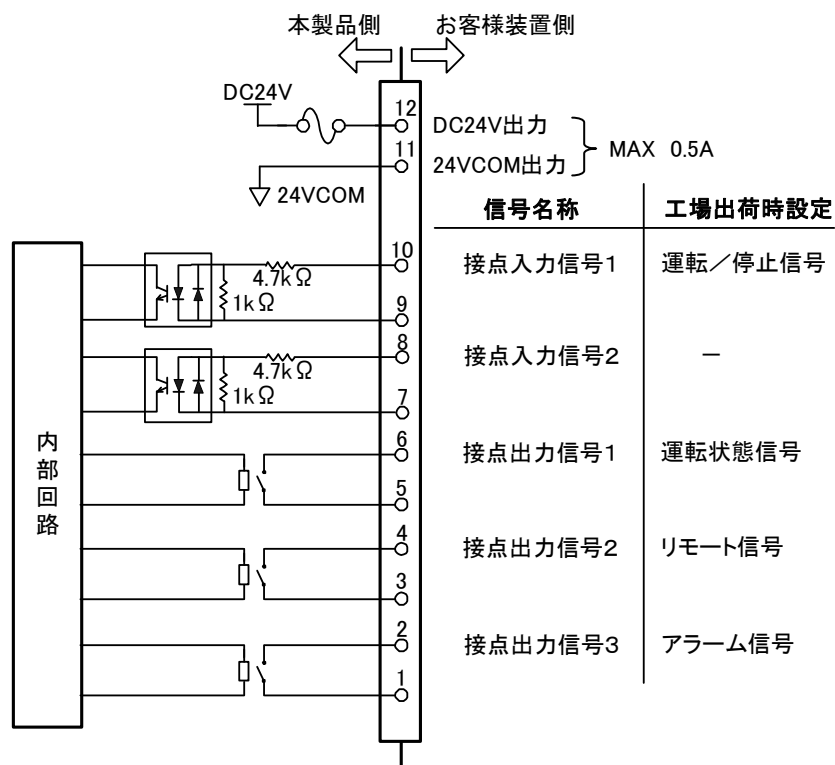 本製品側 お客様装置側
DC24V
12 DC24V出力
11 24VCOM出力
MAX 0.5A
24VCOM
信号名称 工場出荷時設定
10 接点入力信号1 運転／停止信号
4.7kΩ
1kΩ
9
8 接点入力信号2 －
4.7kΩ
1kΩ
7
内部回路
6 接点出力信号1 運転状態信号
5
4 接点出力信号2 リモート信号
3
2 接点出力信号3 アラーム信号
1